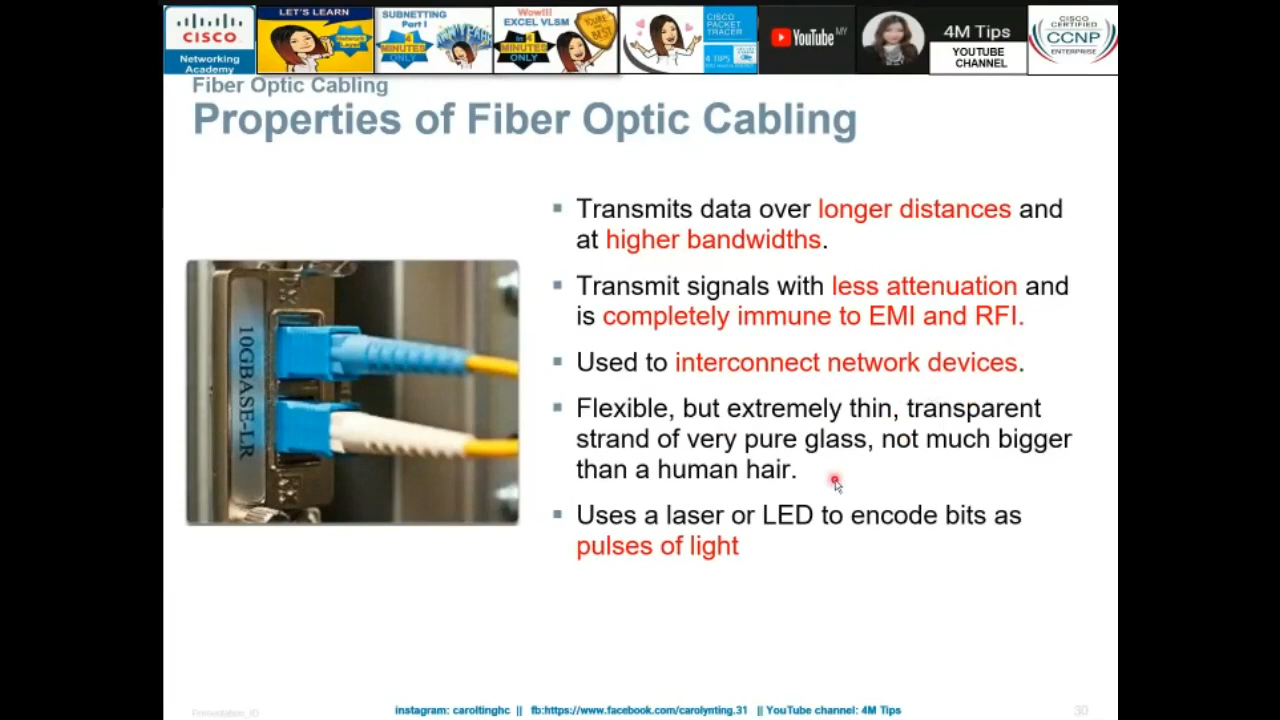 CISCO
Networking
Academy
LET'S LEARN
Network
Layer
SUBNETTING
Part I
4
MINUTES
ONLY
Wow!!!
EXCEL VLSM
in 4
MINUTES
ONLY
YOU'RE
BEST
CISCO
PACKET
TRACER
4 TIPS
YouTube MY
4M Tips
YOUTUBE
CHANNEL
CISCO
CERTIFIED
CCNP
ENTERPRISE
Fiber Optic Cabling
Properties of Fiber Optic Cabling
10GBASE-LR
▪ Transmits data over longer distances and
at higher bandwidths.
▪ Transmit signals with less attenuation and
is completely immune to EMI and RFI.
▪ Used to interconnect network devices.
▪ Flexible, but extremely thin, transparent
strand of very pure glass, not much bigger
than a human hair.
▪ Uses a laser or LED to encode bits as
pulses of light
Presentation_ID
instagram: caroltinghc || fb:https://www.facebook.com/carolynting.31 || YouTube channel: 4M Tips
30